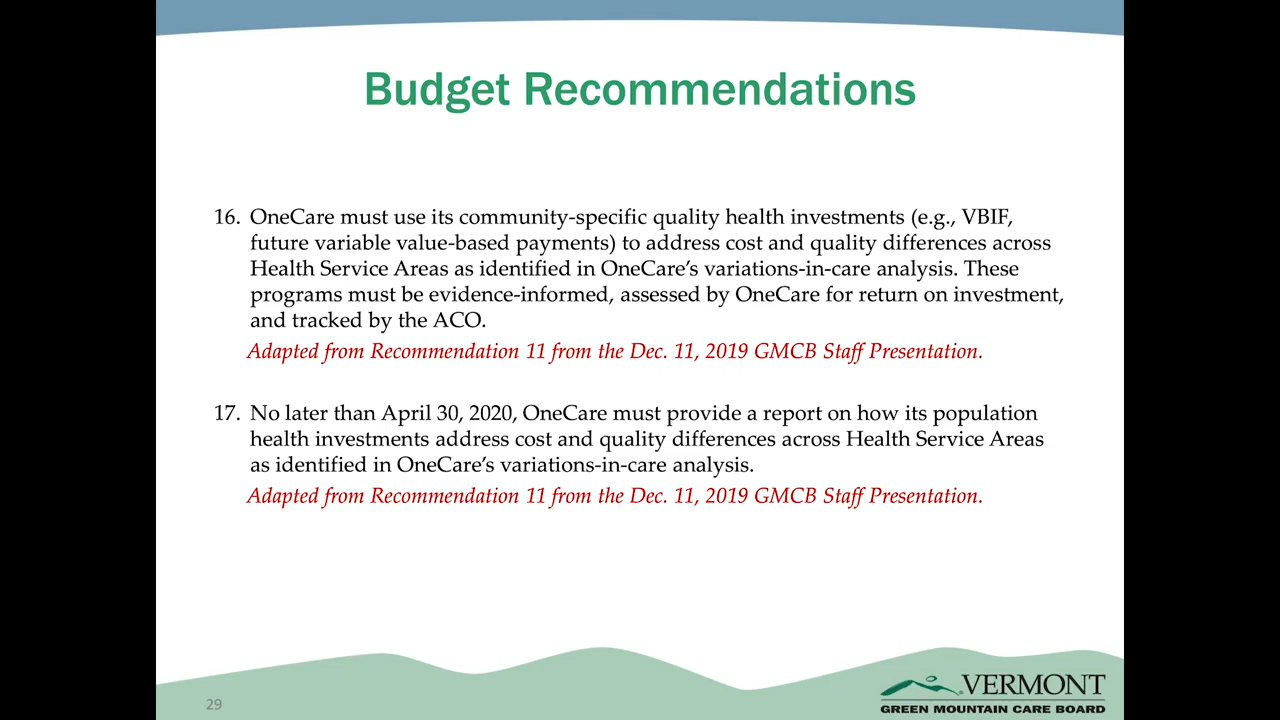 Budget Recommendations
16. OneCare must use its community-specific quality health investments (e.g., VBIF,
future variable value-based payments) to address cost and quality differences across
Health Service Areas as identified in OneCare’s variations-in-care analysis. These
programs must be evidence-informed, assessed by OneCare for return on investment,
and tracked by the ACO.
Adapted from Recommendation 11 from the Dec. 11, 2019 GMCB Staff Presentation.
17. No later than April 30, 2020, OneCare must provide a report on how its population
health investments address cost and quality differences across Health Service Areas
as identified in OneCare’s variations-in-care analysis.
Adapted from Recommendation 11 from the Dec. 11, 2019 GMCB Staff Presentation.
29
VERMONT
GREEN MOUNTAIN CARE BOARD